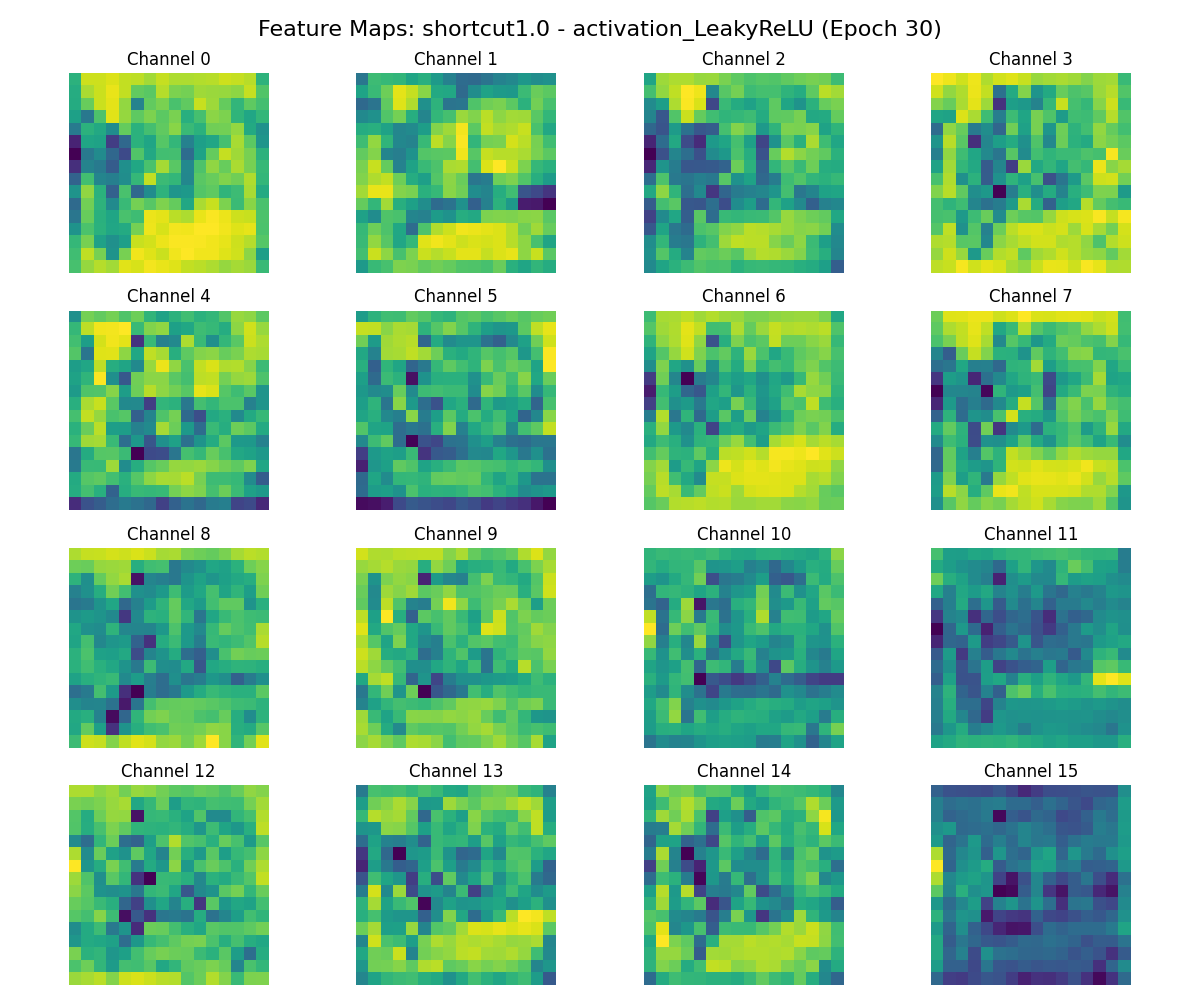 Feature Maps: shortcut1.0 - activation_LeakyReLU (Epoch 30)
Channel 0
Channel 1
Channel 2
Channel 3
Channel 4
Channel 5
Channel 6
Channel 7
Channel 8
Channel 9
Channel 10
Channel 11
Channel 12
Channel 13
Channel 14
Channel 15